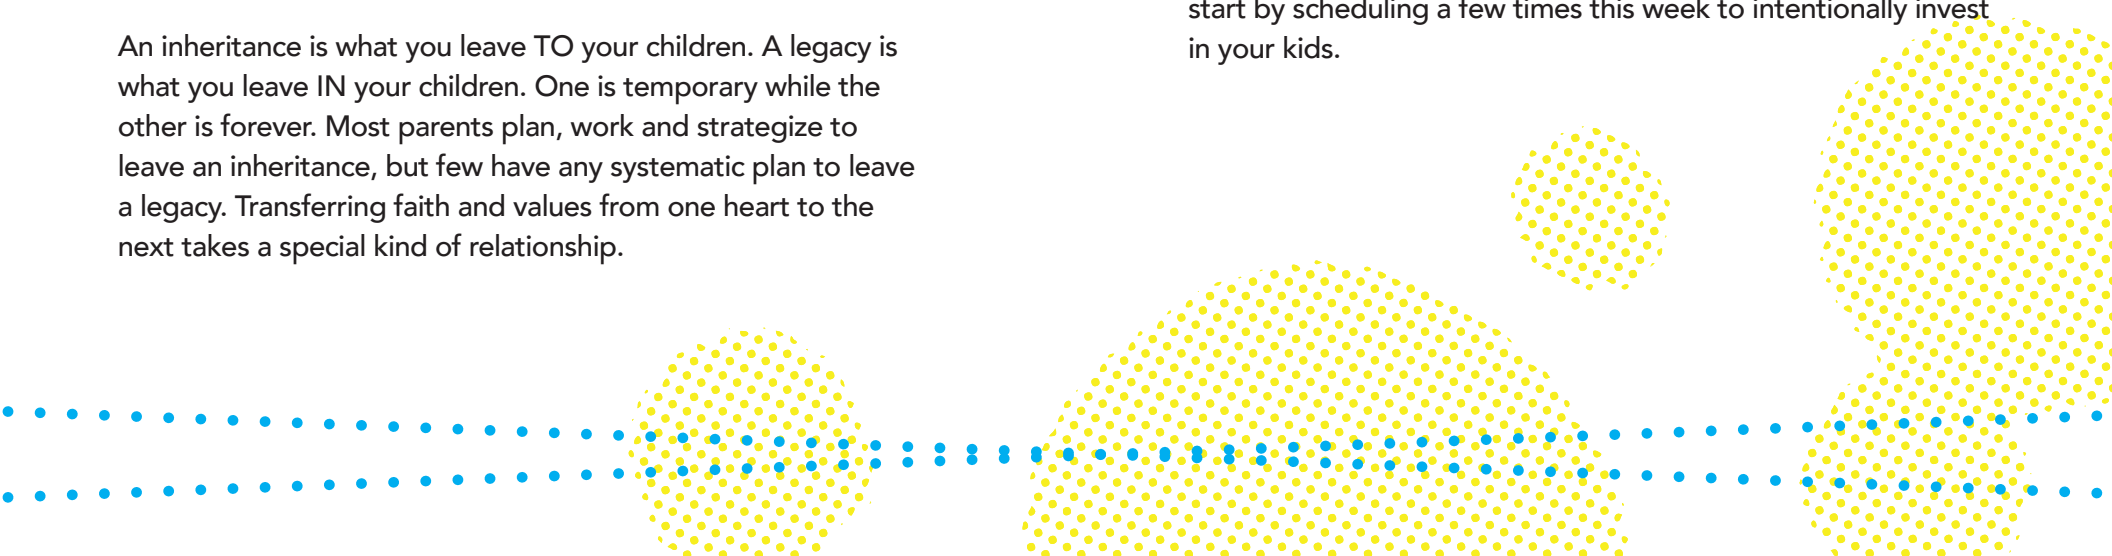 An inheritance is what you leave TO your children. A legacy is
what you leave IN your children. One is temporary while the
other is forever. Most parents plan, work and strategize to
leave an inheritance, but few have any systematic plan to leave
a legacy. Transferring faith and values from one heart to the
next takes a special kind of relationship.
start by scheduling a few times this week to intentionally invest
in your kids.